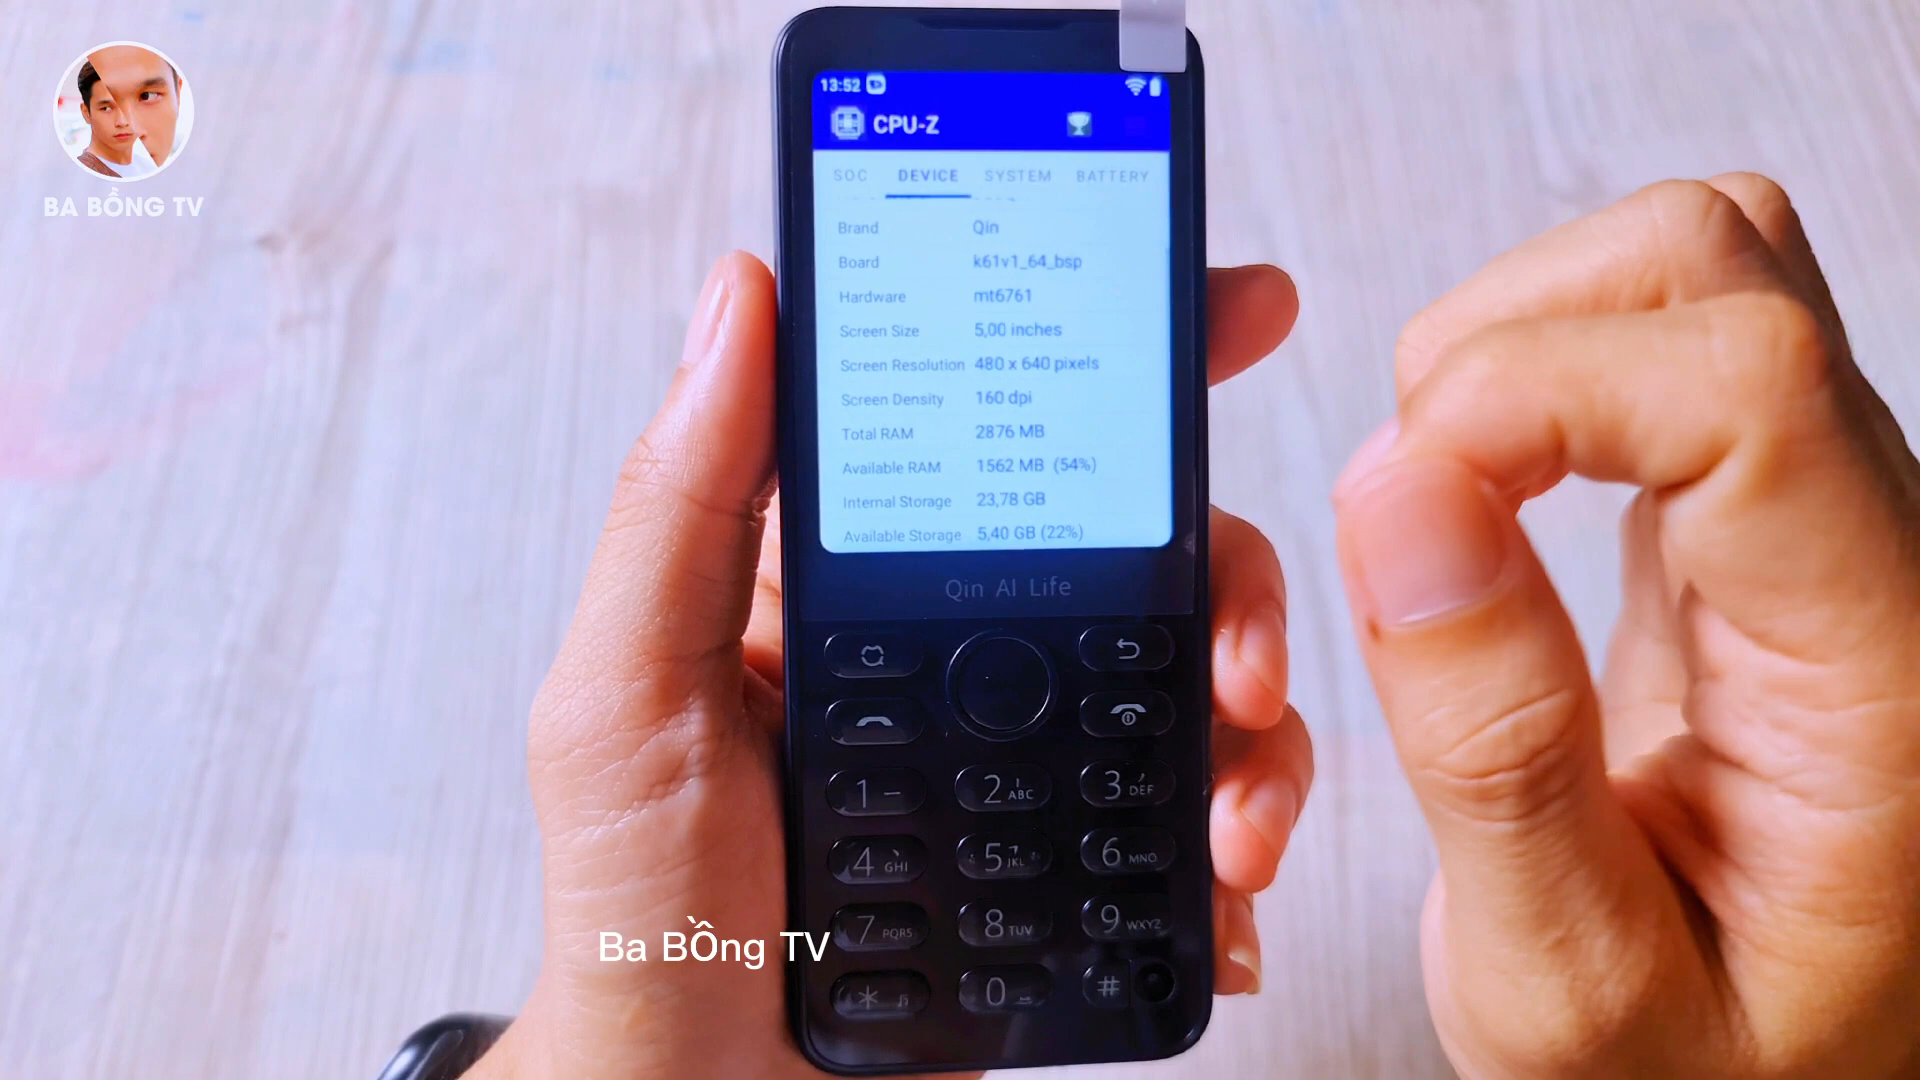 BA BỒNG TV
13:52
CPU-Z
SOC DEVICE SYSTEM BATTERY
Brand Qin
Board k61v1_64_bsp
Hardware mt6761
Screen Size 5,00 inches
Screen Resolution 480 x 640 pixels
Screen Density 160 dpi
Total RAM 2876 MB
Available RAM 1562 MB (54%)
Internal Storage 23,78 GB
Available Storage 5,40 GB (22%)
Qin AI Life
1 2 ABC 3 DEF
4 GHI 5 JKL 6 MNO
7 PQRS 8 TUV 9 WXYZ
* 0 #
Ba BỒng TV